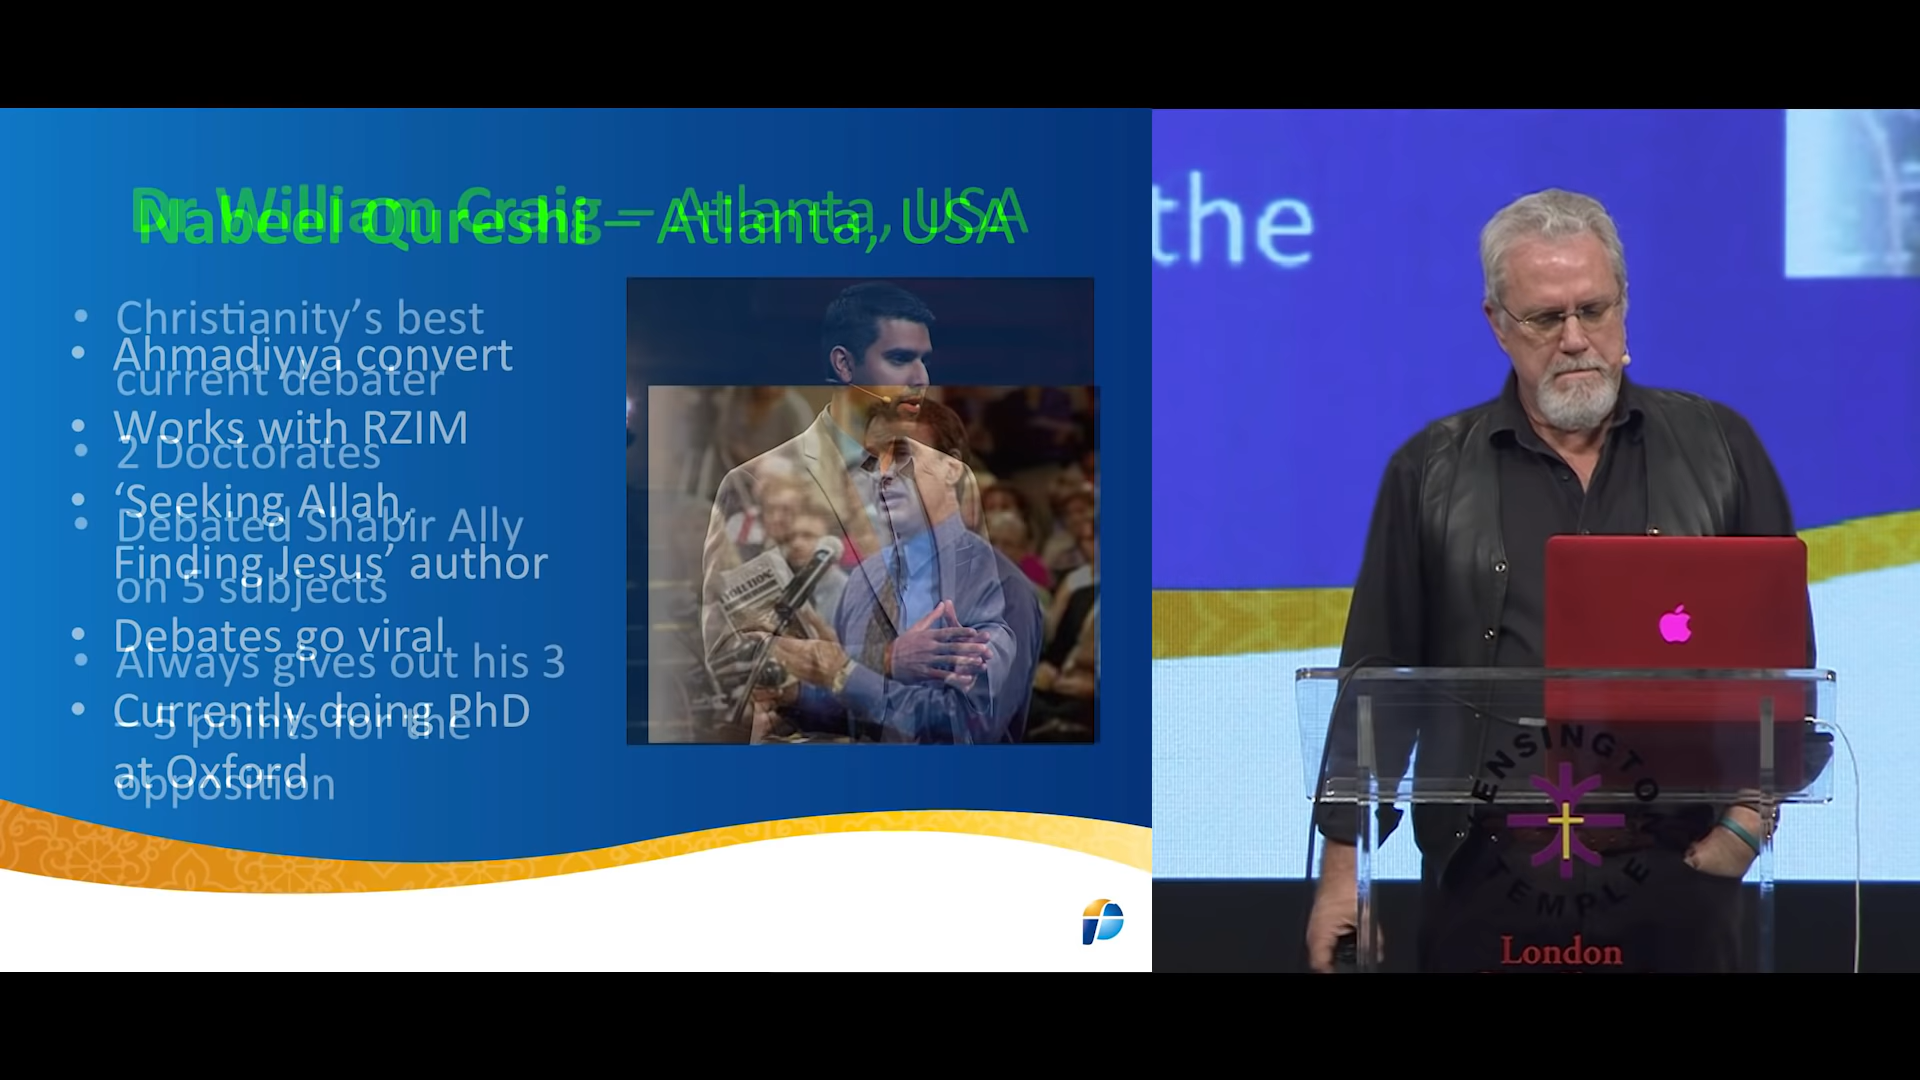 Dr William Craig – Atlanta, USA
Nabeel Qureshi – Atlanta, USA
• Christianity’s best
current debater
• 2 Doctorates
• Debated Shabir Ally
on 5 subjects
• Always gives out his 3
– 5 points for the
opposition
• Ahmadiyya convert
• Works with RZIM
• ‘Seeking Allah,
Finding Jesus’ author
• Debates go viral
• Currently doing PhD
at Oxford
the
KENSINGTON
TEMPLE
London